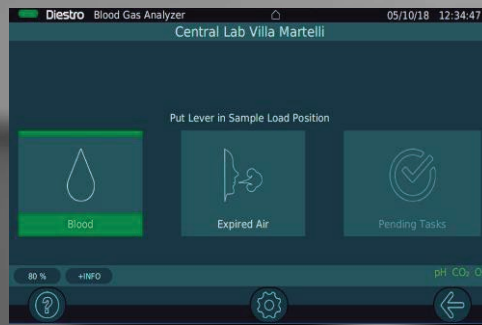 Diestro Blood Gas Analyzer 05/10/18 12:34:47
Central Lab Villa Martelli
Put Lever in Sample Load Position
Blood Expired Air Pending Tasks
80 % +INFO pH CO₂ O
?